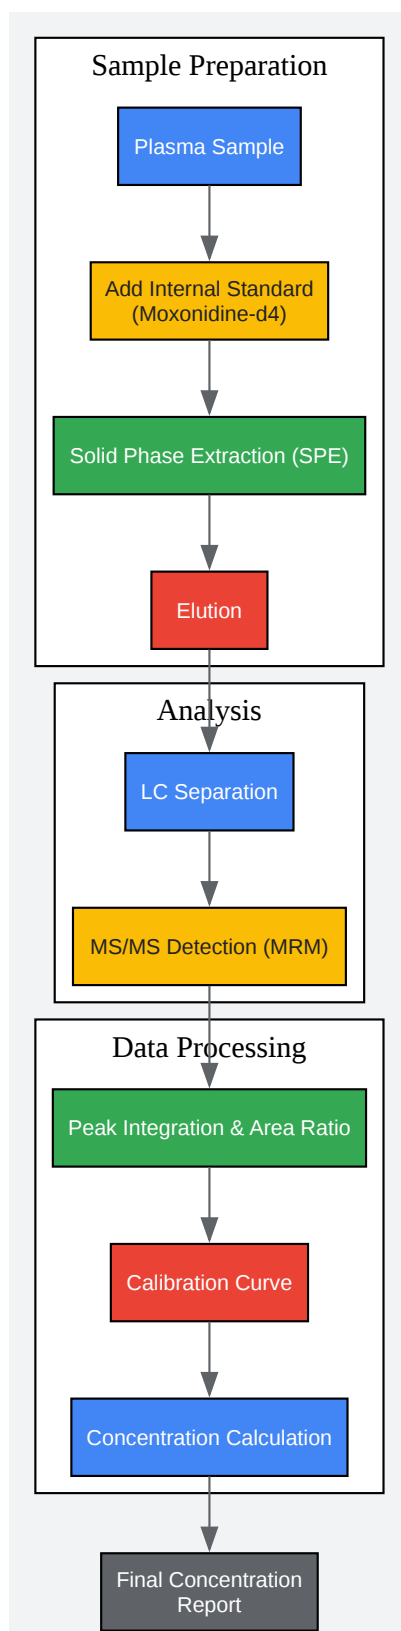 Sample Preparation
Plasma Sample
Add Internal Standard
(Moxonidine-d4)
Solid Phase Extraction (SPE)
Elution
Analysis
LC Separation
MS/MS Detection (MRM)
Data Processing
Peak Integration & Area Ratio
Calibration Curve
Concentration Calculation
Final Concentration
Report